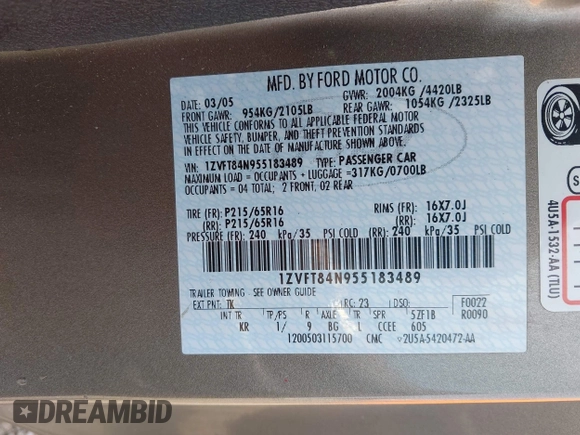 MFD. BY FORD MOTOR CO.
DATE: 03/05 GVWR: 2004KG /4420LB
FRONT GAWR: 954KG/2105LB REAR GAWR: 1054KG /2325LB
THIS VEHICLE CONFORMS TO ALL APPLICABLE FEDERAL MOTOR
VEHICLE SAFETY, BUMPER, AND THEFT PREVENTION STANDARDS
IN EFFECT ON THE DATE OF MANUFACTURE SHOWN ABOVE.
VIN: 1ZVFT84N955183489 TYPE: PASSENGER CAR
MAXIMUM LOAD = OCCUPANTS + LUGGAGE =317KG/0700LB
OCCUPANTS = 04 TOTAL: 2 FRONT, 02 REAR
TIRE (FR): P215/65R16 RIMS (FR): 16X7.0J
(RR): P215/65R16 (RR): 16X7.0J
PRESSURE (FR): 240 kPa/35 PSI COLD (RR): 240 kPa/35 PSI COLD
1ZVFT84N955183489
TRAILER TOWING – SEE OWNER GUIDE
EXT PNT: TK RC: 23 DSO: F0022
INT TR TP/PS R AXLE TR SPR 5ZF1B R0090
KR 1/ 9 BG L CCEE 605
1200503115700 CMC 2U5A-5420472-AA
4U5A-1532-AA (TLU)
S
DREAMBID